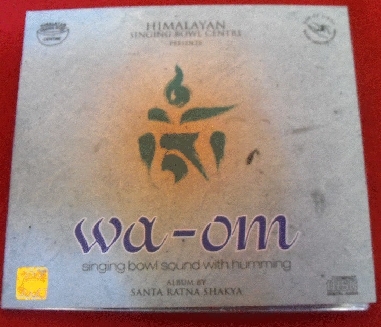 HIMALAYAN
SINGING BOWL CENTRE
PRESENTS
wa-om
singing bowl sound with humming
ALBUM BY
SANTA RATNA SHAKYA